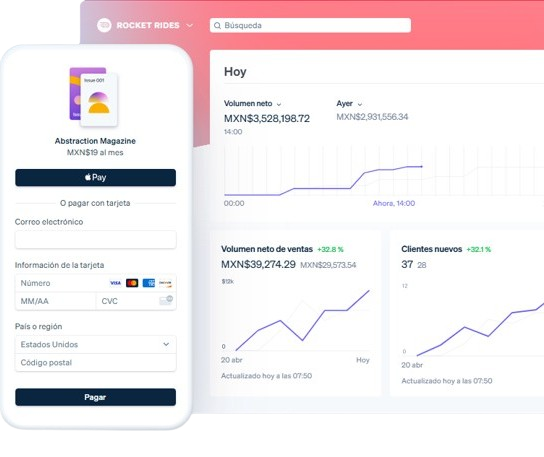 ROCKET RIDES
Búsqueda
Issue 001
Abstraction Magazine
MXN$19 al mes
Pay
O pagar con tarjeta
Correo electrónico
Información de la tarjeta
Número
VISA
MM/AA CVC
País o región
Estados Unidos
Código postal
Pagar
Hoy
Volumen neto
MXN$3,528,198.72
14:00
Ayer
MXN$2,931,556.34
00:00 Ahora, 14:00
Volumen neto de ventas +32.8 %
MXN$39,274.29 MXN$29,573.54
$12k
0
20 abr Hoy
Actualizado hoy a las 07:50
Clientes nuevos +32.1 %
37 28
12
0
20 abr
Actualizado hoy a las 07:50